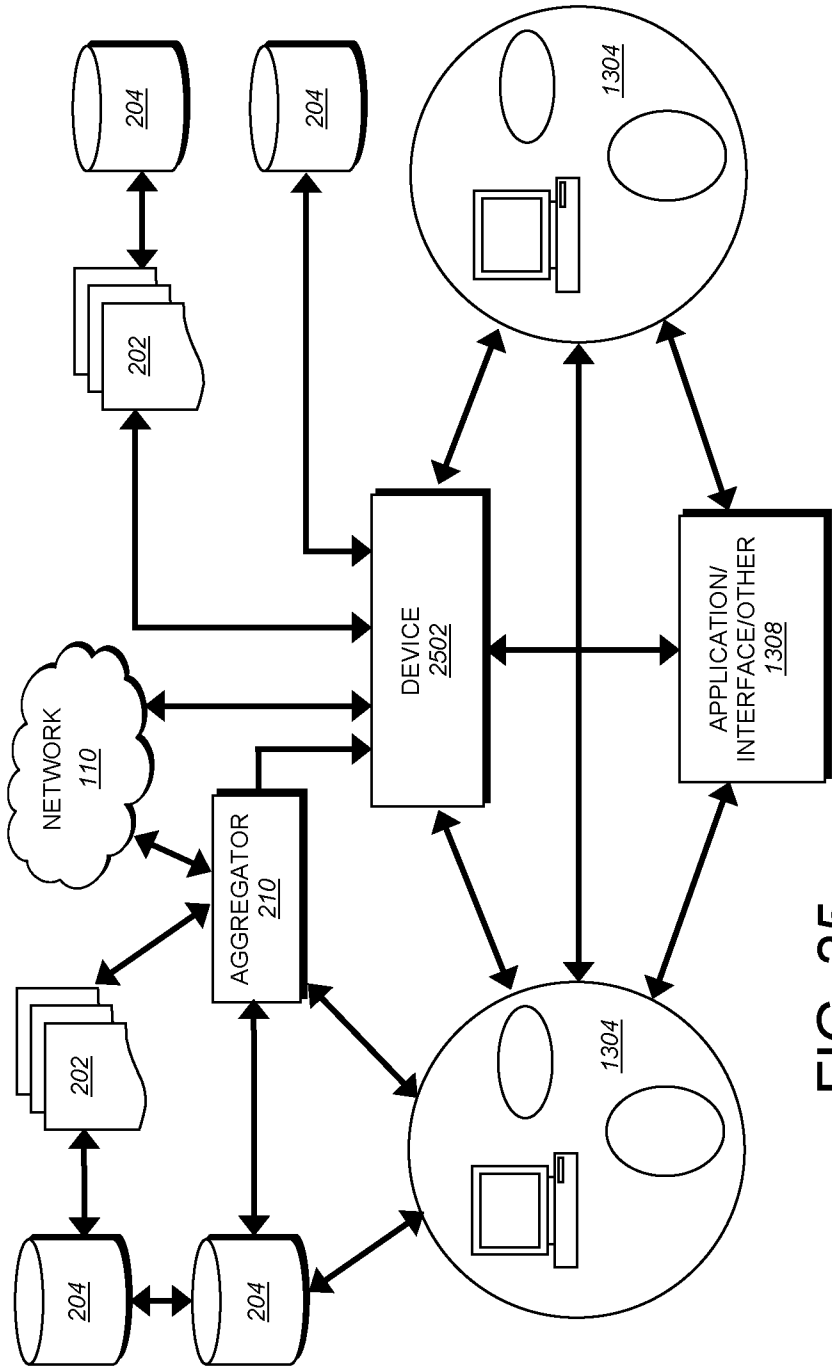 204
202
NETWORK
110
202
204
204
AGGREGATOR
210
204
DEVICE
2502
1304
1304
APPLICATION/
INTERFACE/OTHER
1308
FIG. 25